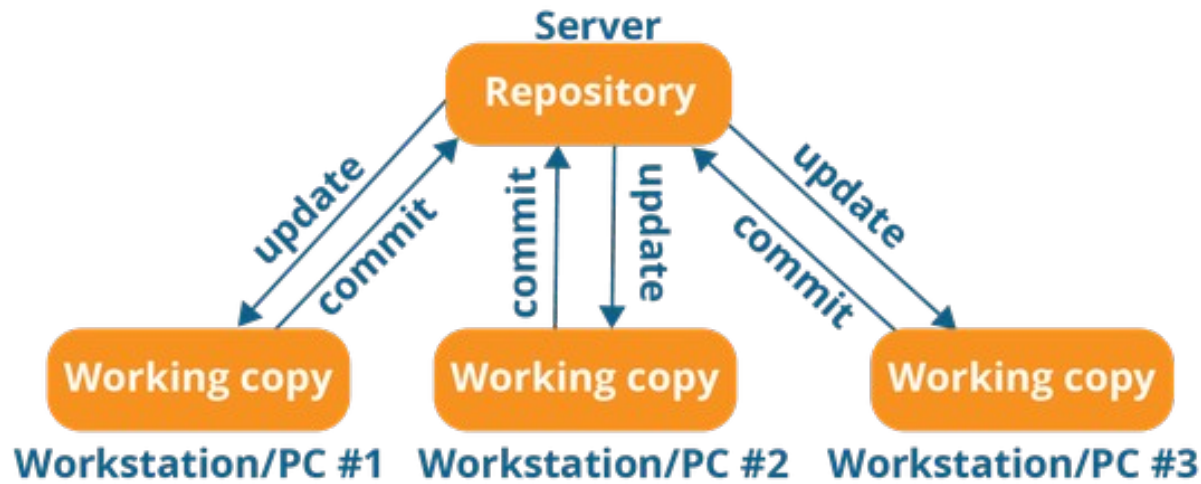 Server
Repository
update
commit
commit
update
commit
update
Working copy
Working copy
Working copy
Workstation/PC #1
Workstation/PC #2
Workstation/PC #3